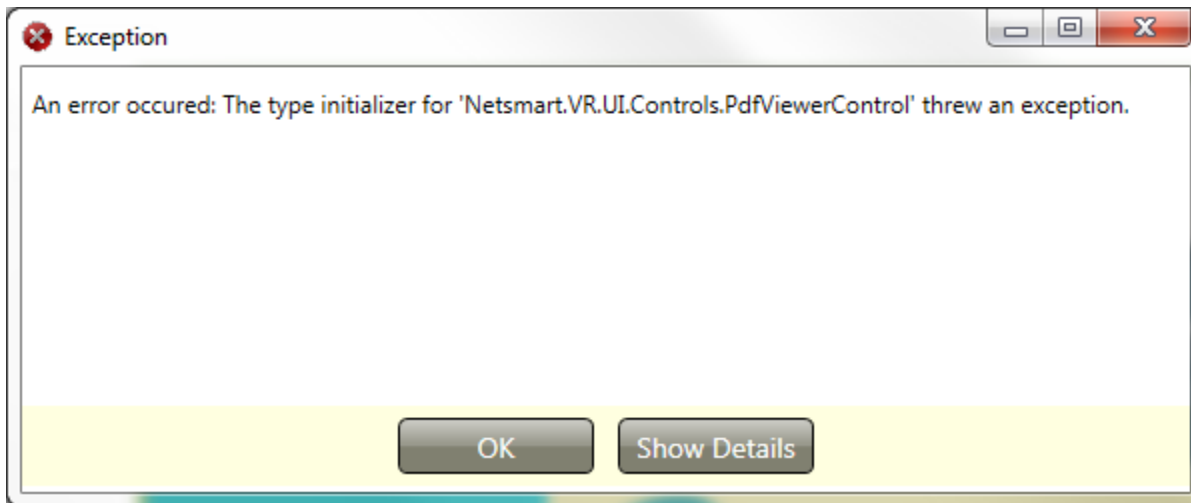 Exception
An error occured: The type initializer for 'Netsmart.VR.UI.Controls.PdfViewerControl' threw an exception.
OK
Show Details